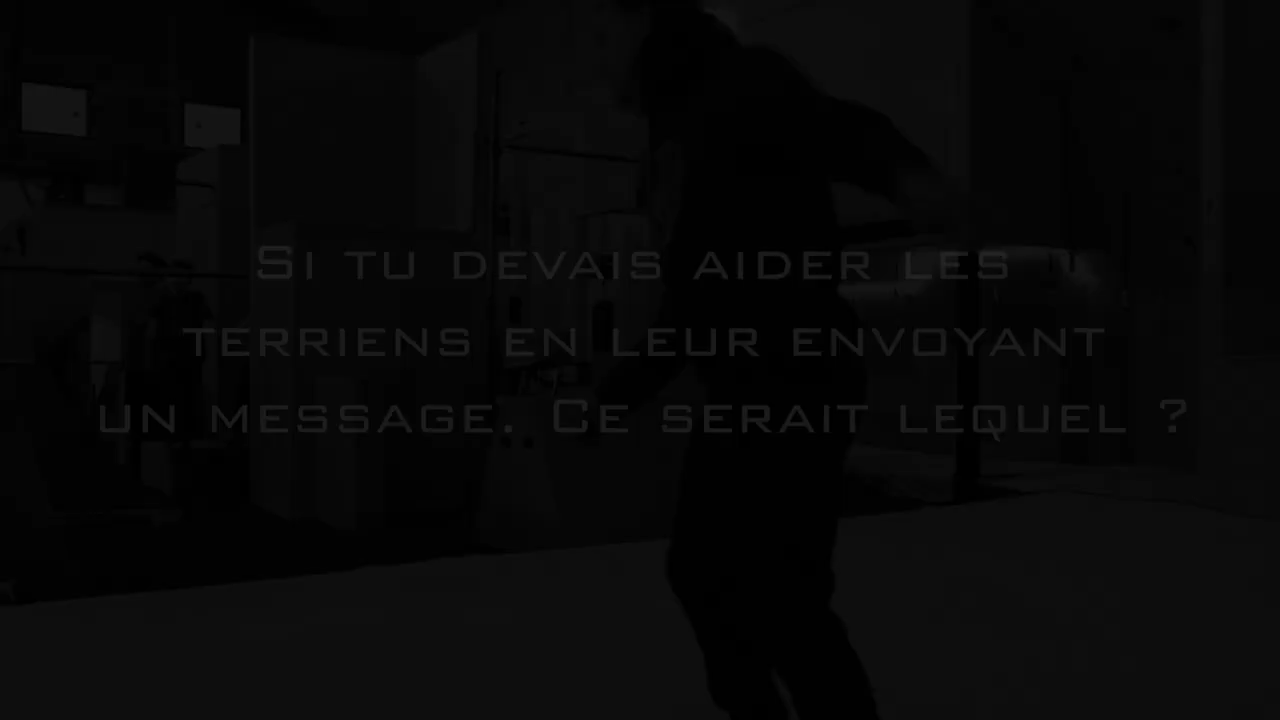 Si tu devais aider les
terriens en leur envoyant
un message. Ce serait lequel ?